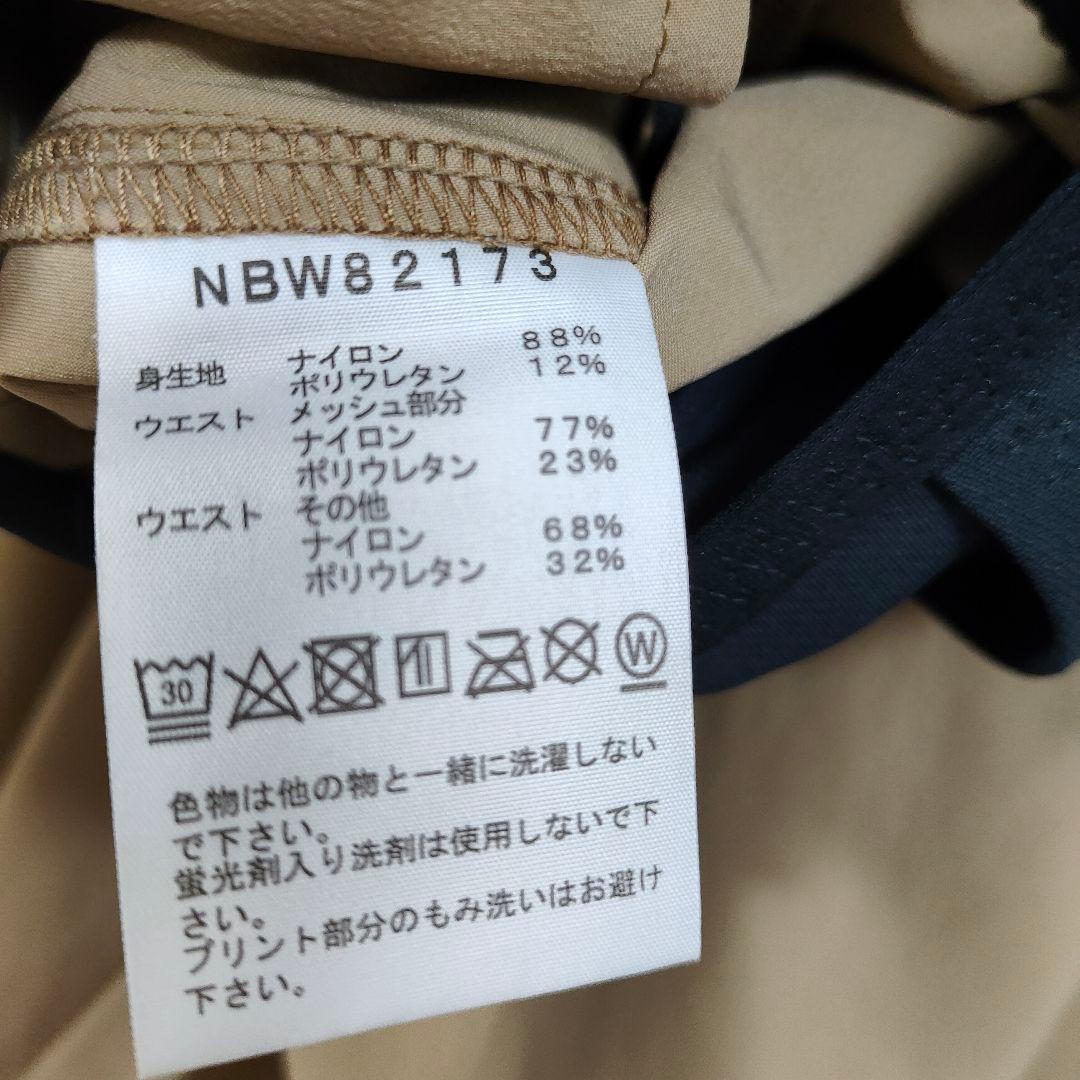 NBW82173
身生地 ナイロン 88%
ポリウレタン 12%
ウエスト メッシュ部分
ナイロン 77%
ポリウレタン 23%
ウエスト その他
ナイロン 68%
ポリウレタン 32%
30 W
色物は他の物と一緒に洗濯しない
で下さい。
蛍光剤入り洗剤は使用しないで下
さい。
プリント部分のもみ洗いはお避け
下さい。